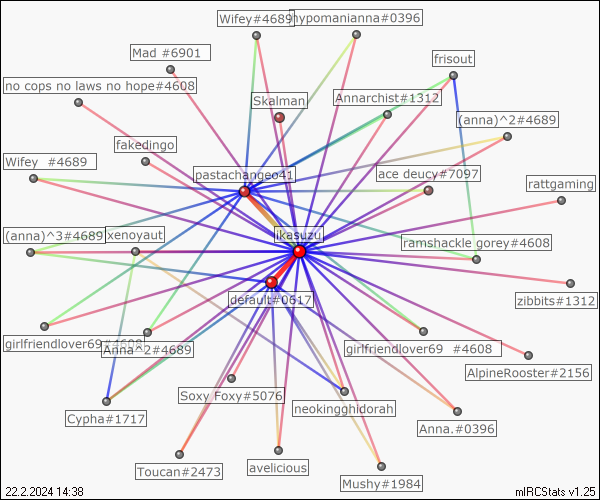 Wifey#4689
hypomanianna#0396
Mad #6901
frisout
no cops no laws no hope#4608
Skalman
Annarchist#1312
(anna)^2#4689
fakedingo
Wifey  #4689
pastachangeo41
ace deucy#7097
rattgaming
(anna)^3#4689
xenoyaut
ikasuzu
ramshackle gorey#4608
default#0617
zibbits#1312
girlfriendlover69#4608
Anna^2#4689
girlfriendlover69  #4608
AlpineRooster#2156
Soxy Foxy#5076
neokingghidorah
Cypha#1717
Anna.#0396
Toucan#2473
avelicious
Mushy#1984
22.2.2024 14:38
mIRCStats v1.25